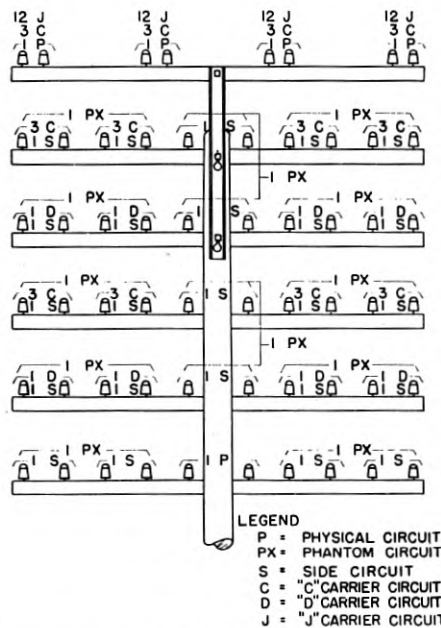 12 J 12 J 12 J 12 J
3 C 3 C 3 C 3 C
1 P 1 P 1 P 1 P
1 PX 1 PX
3 C 3 C 3 C 3 C
1 S 1 S 1 S 1 S 1 S
1 PX
1 PX 1 PX
1 D 1 D 1 D 1 D
1 S 1 S 1 S 1 S 1 S
1 PX 1 PX
3 C 3 C 1 S 3 C 3 C
1 S 1 S 1 S 1 S
1 PX
1 PX 1 PX
1 D 1 D 1 S 1 D 1 D
1 S 1 S 1 S 1 S
1 PX 1 PX
1 S 1 S 1 P 1 S 1 S
LEGEND
P = PHYSICAL CIRCUIT
PX = PHANTOM CIRCUIT
S = SIDE CIRCUIT
C = "C" CARRIER CIRCUIT
D = "D" CARRIER CIRCUIT
J = "J" CARRIER CIRCUIT